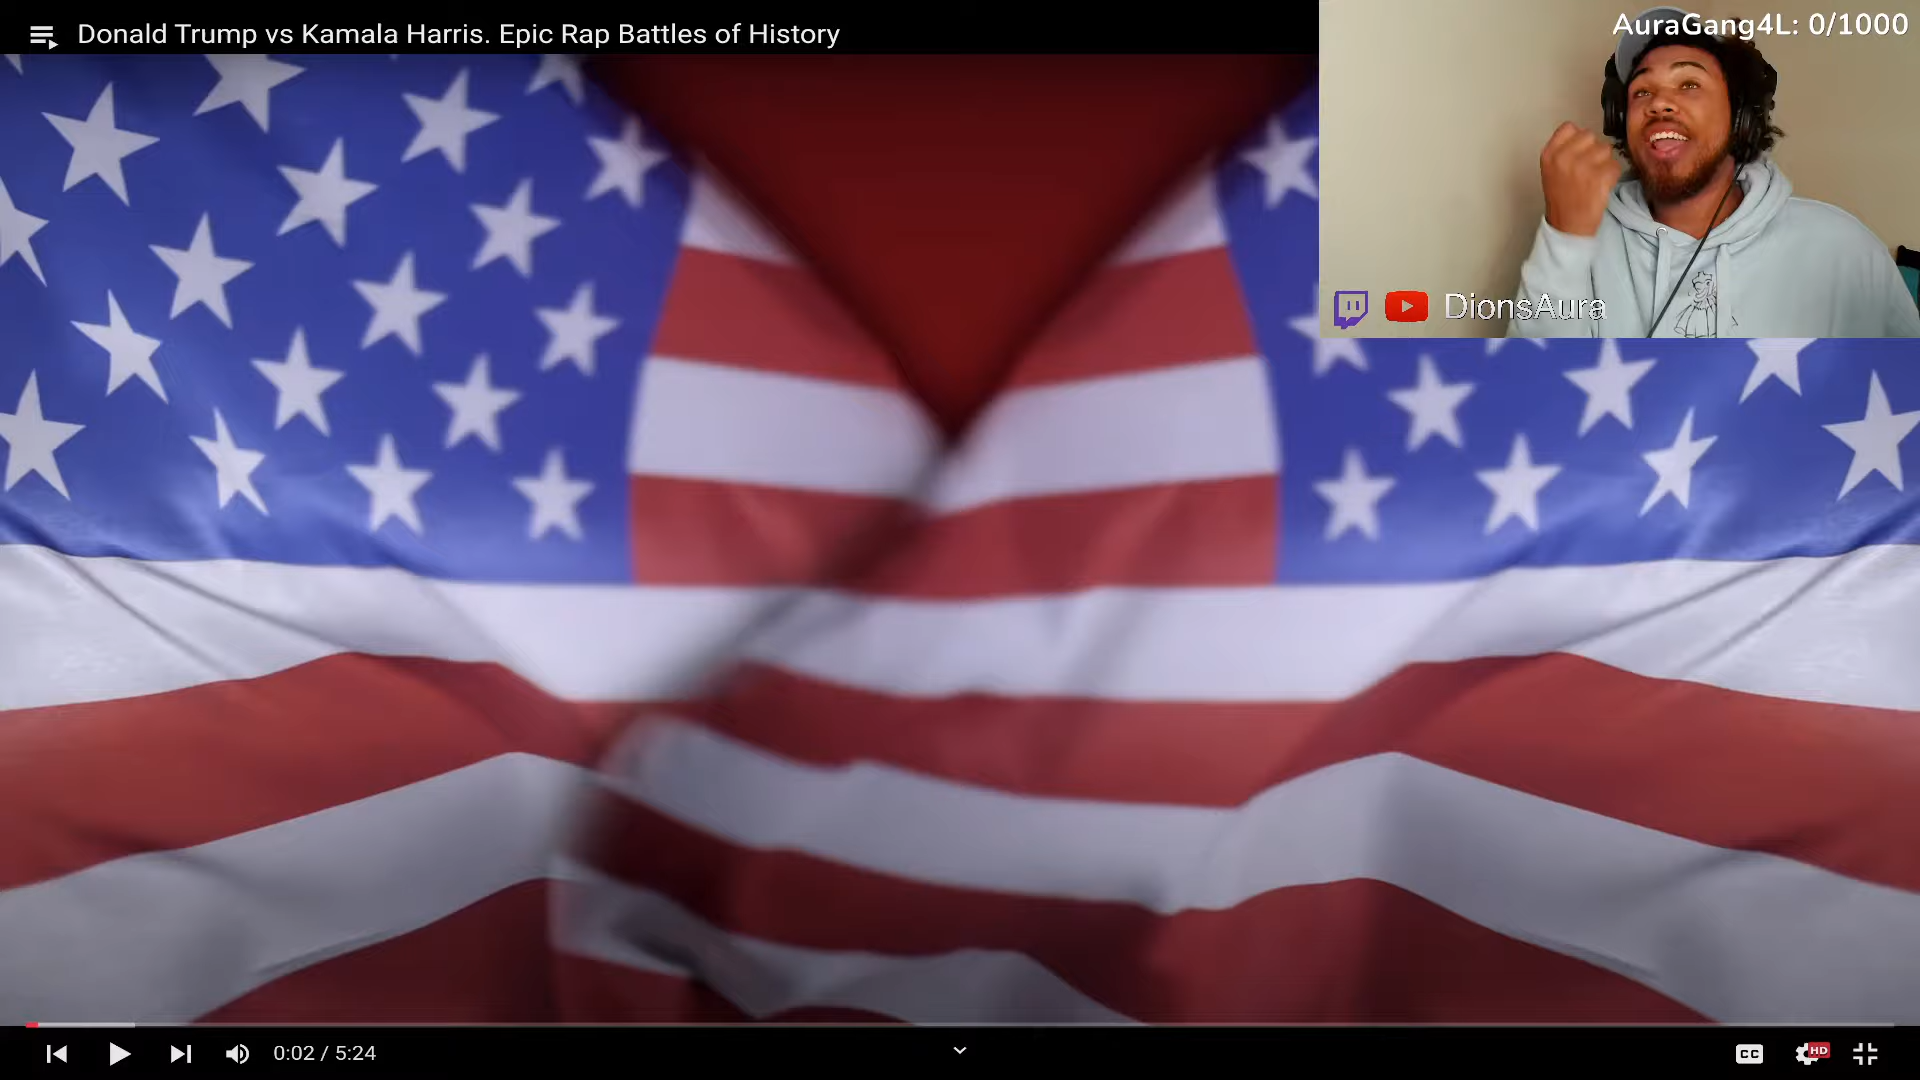 Donald Trump vs Kamala Harris. Epic Rap Battles of History
AuraGang4L: 0/1000
DionsAura
0:02 / 5:24
CC
HD